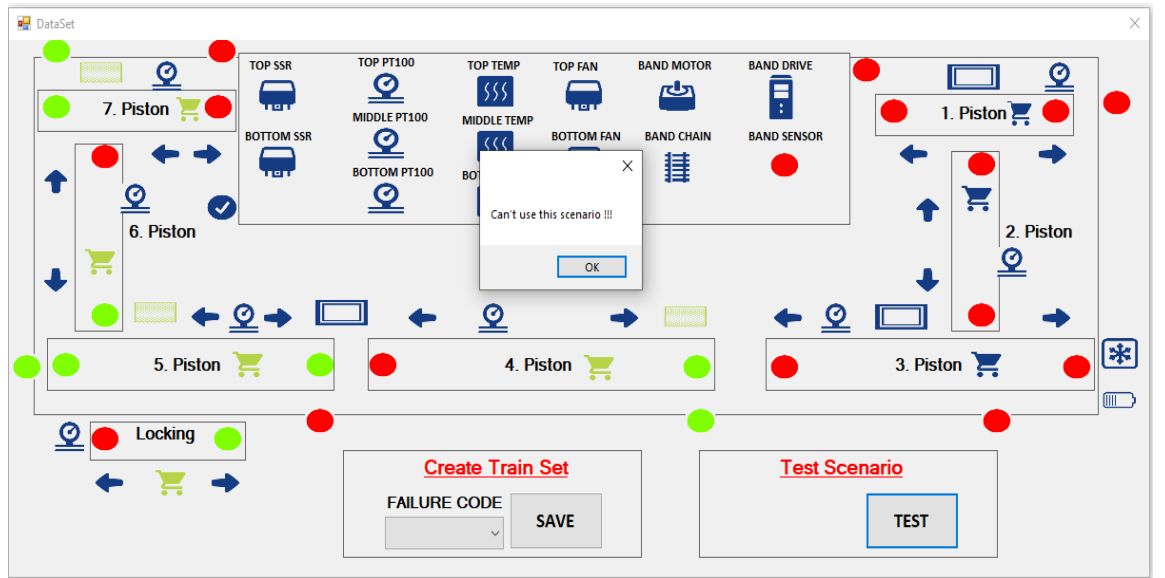 DataSet
TOP SSR
TOP PT100
TOP TEMP
TOP FAN
BAND MOTOR
BAND DRIVE
7. Piston
1. Piston
MIDDLE PT100
MIDDLE TEMP
BOTTOM SSR
BOTTOM FAN
BAND CHAIN
BAND SENSOR
BOTTOM PT100
BO
Can't use this scenario !!!
OK
6. Piston
2. Piston
5. Piston
4. Piston
3. Piston
Locking
Create Train Set
FAILURE CODE
SAVE
Test Scenario
TEST